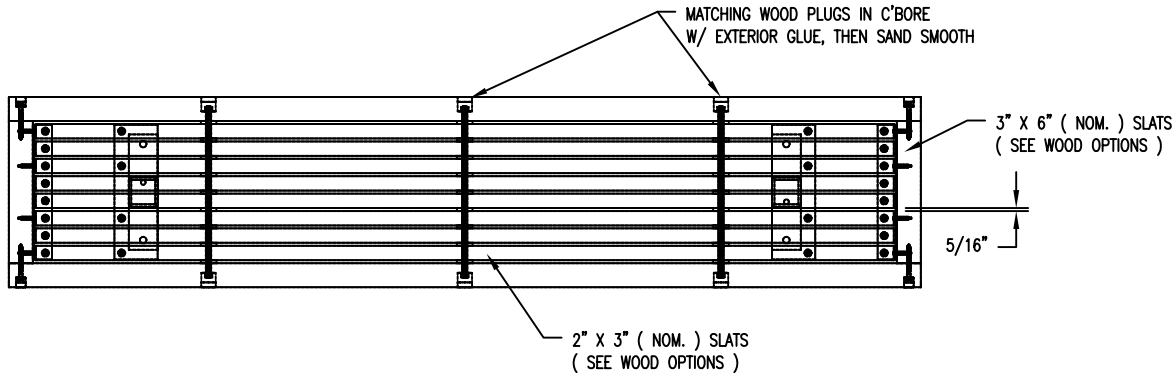 MATCHING WOOD PLUGS IN C'BORE
W/ EXTERIOR GLUE, THEN SAND SMOOTH
3" X 6" ( NOM. ) SLATS
( SEE WOOD OPTIONS )
5/16"
2" X 3" ( NOM. ) SLATS
( SEE WOOD OPTIONS )